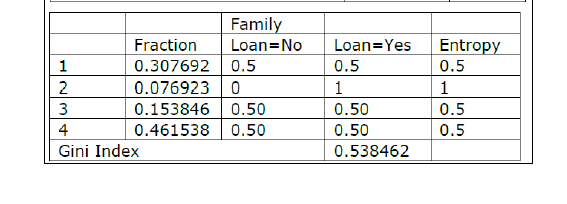 Family
Fraction Loan=No Loan=Yes Entropy
1 0.307692 0.5 0.5 0.5
2 0.076923 0 1 1
3 0.153846 0.50 0.50 0.5
4 0.461538 0.50 0.50 0.5
Gini Index 0.538462